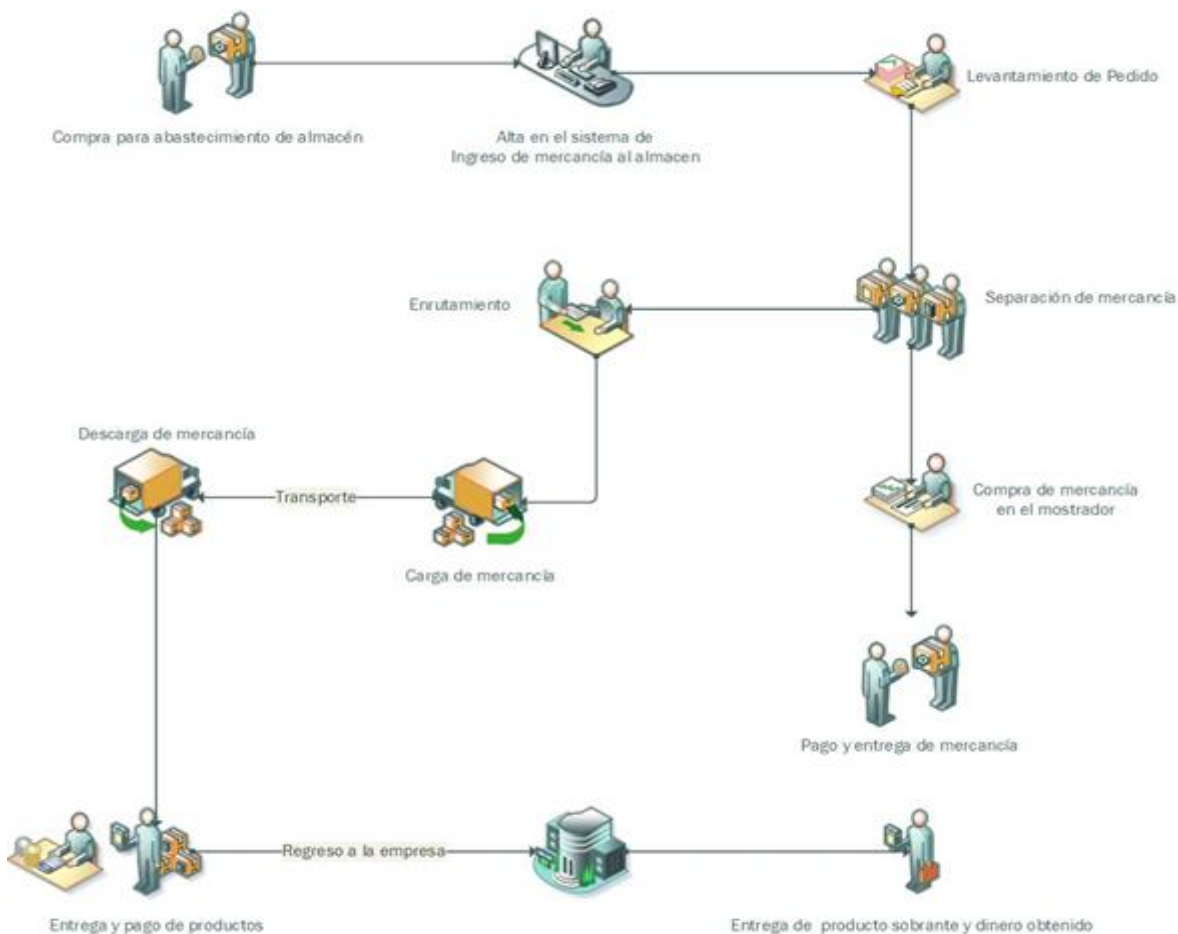 Compra para abastecimiento de almacén
Alta en el sistema de
Ingreso de mercancía al almacen
Levantamiento de Pedido
Enrutamiento
Separación de mercancía
Descarga de mercancía
Transporte
Carga de mercancía
Compra de mercancía
en el mostrador
Pago y entrega de mercancía
Regreso a la empresa
Entrega y pago de productos
Entrega de producto sobrante y dinero obtenido